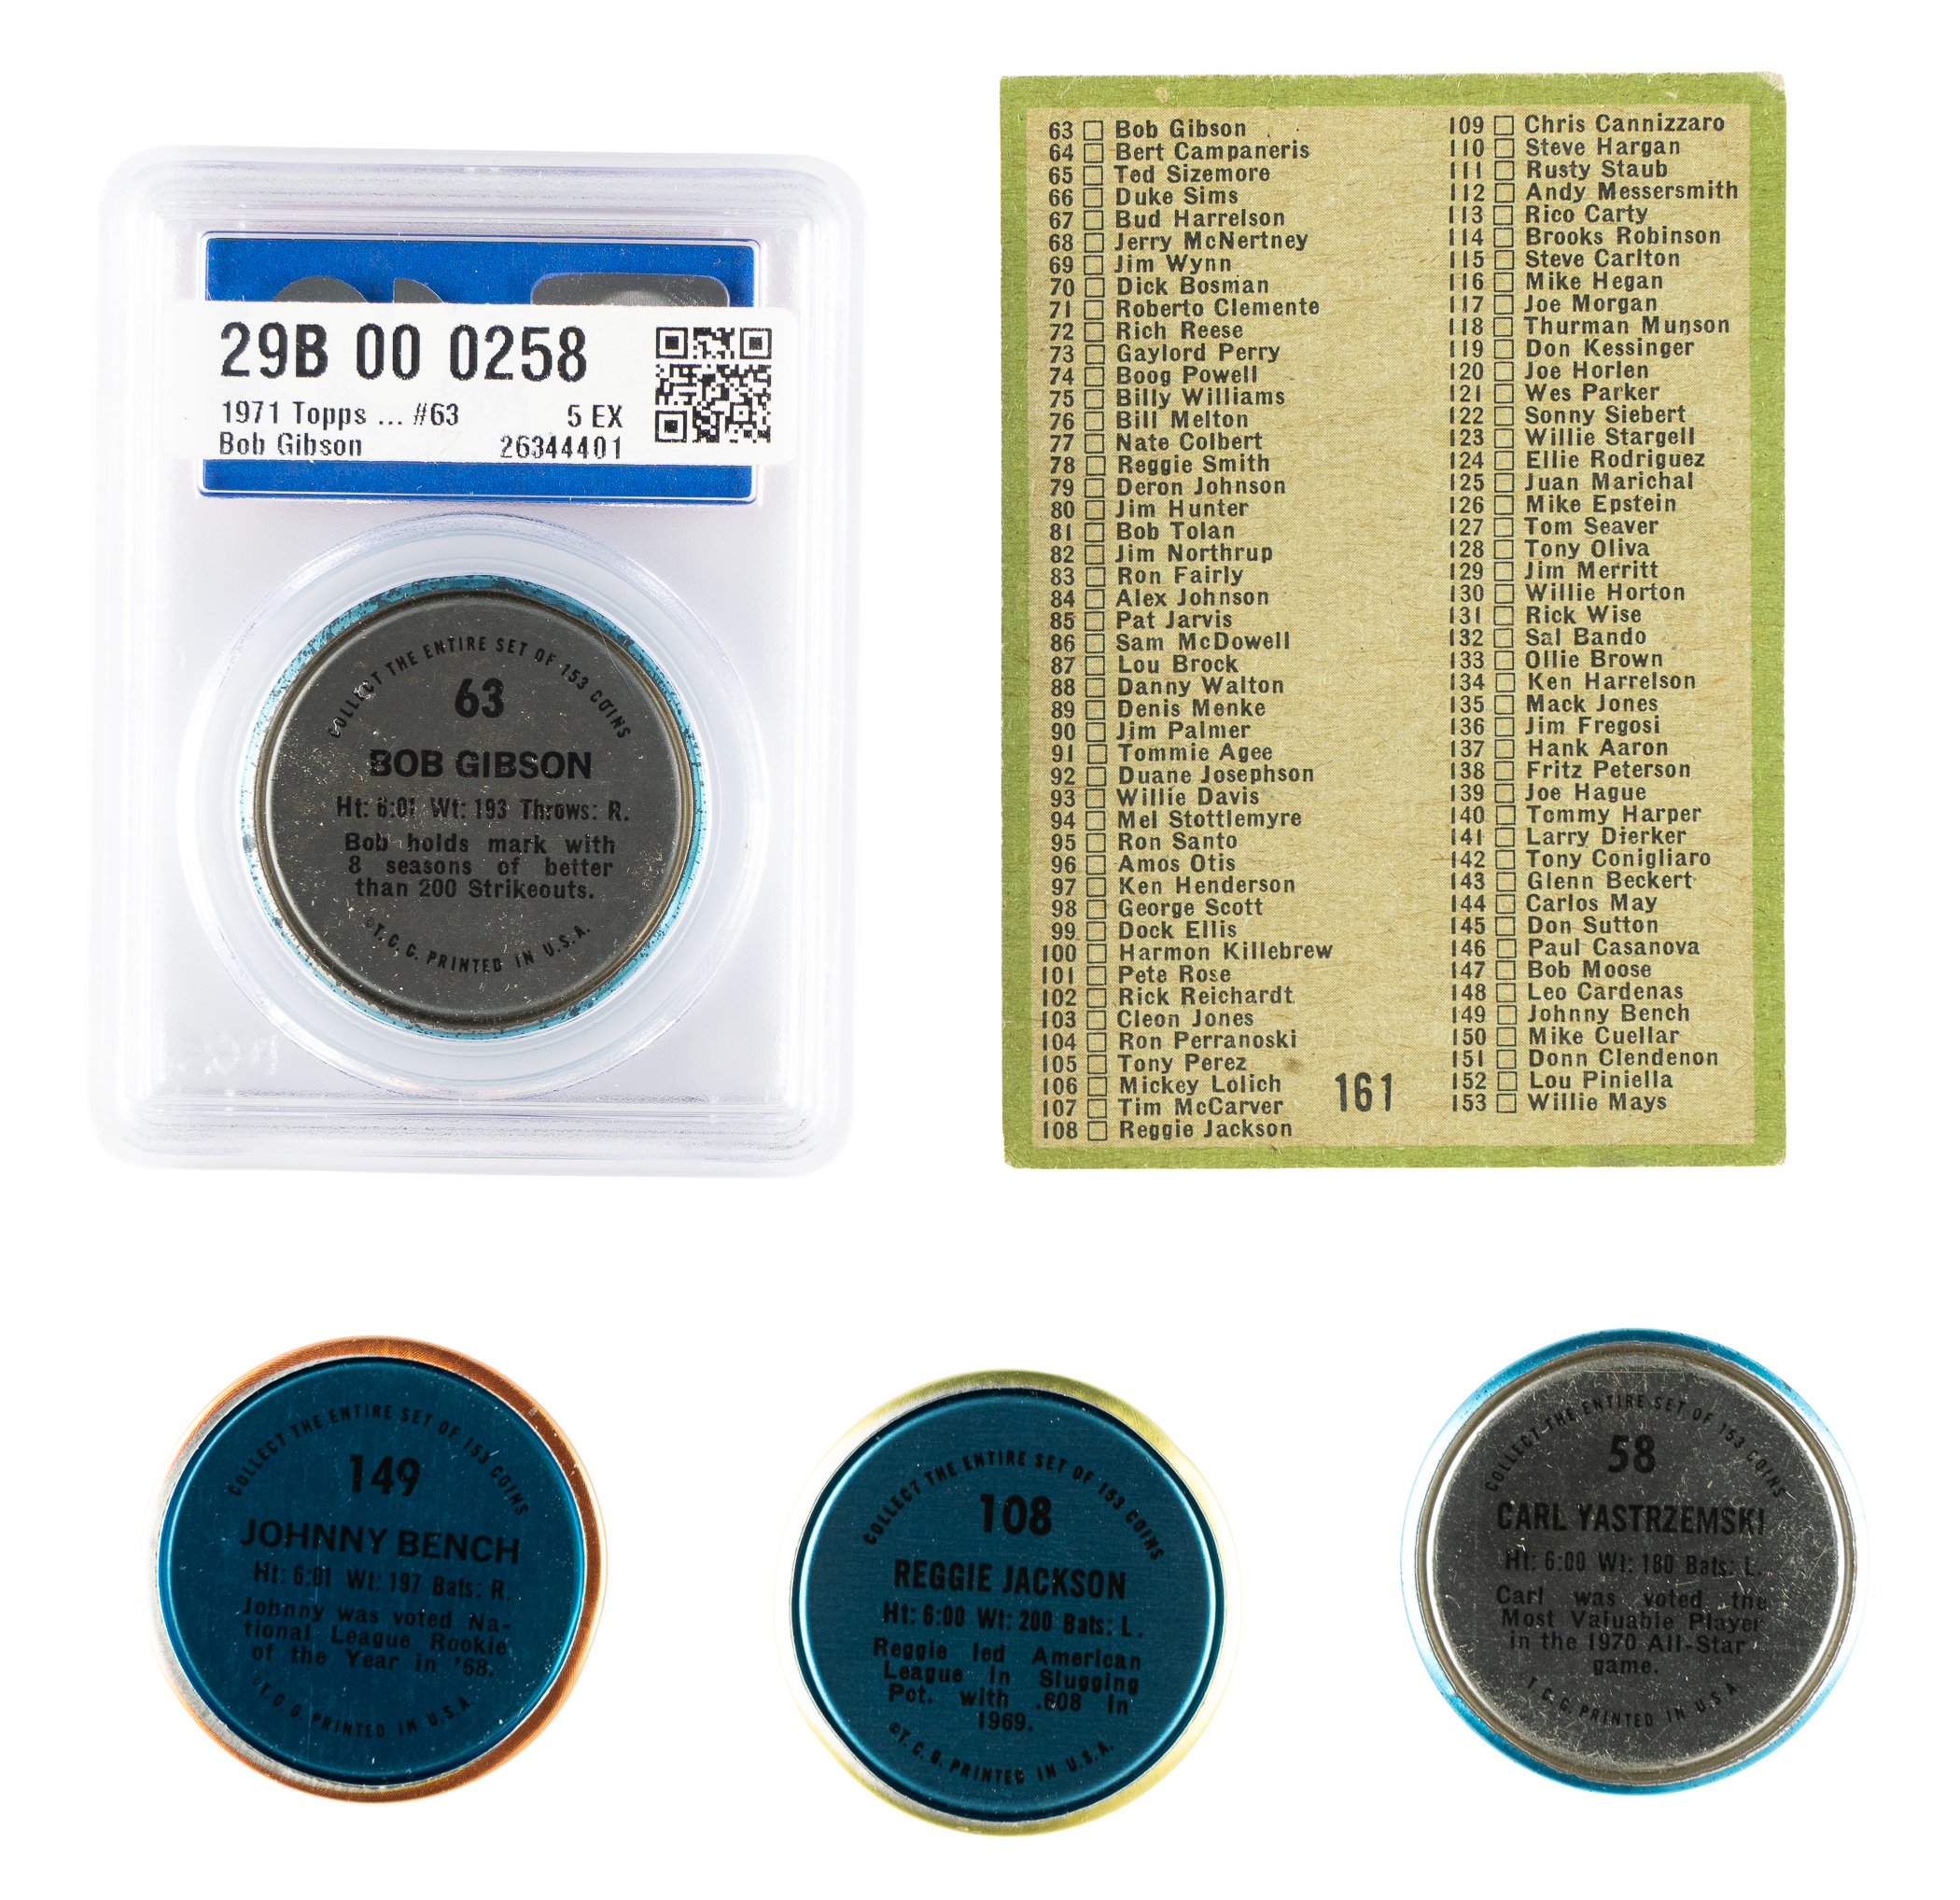 29B 00 0258
1971 Topps ... #63 5 EX
Bob Gibson 26344401
COLLECT THE ENTIRE SET OF 153 COINS
63
BOB GIBSON
Ht: 6:01 Wt: 193 Throws: R.
Bob holds mark with
8 seasons of better
than 200 Strikeouts.
©T. C. G. PRINTED IN U.S.A.
63 Bob Gibson
64 Bert Campaneris
65 Ted Sizemore
66 Duke Sims
67 Bud Harrelson
68 Jerry McNertney
69 Jim Wynn
70 Dick Bosman
71 Roberto Clemente
72 Rich Reese
73 Gaylord Perry
74 Boog Powell
75 Billy Williams
76 Bill Melton
77 Nate Colbert
78 Reggie Smith
79 Deron Johnson
80 Jim Hunter
81 Bob Tolan
82 Jim Northrup
83 Ron Fairly
84 Alex Johnson
85 Pat Jarvis
86 Sam McDowell
87 Lou Brock
88 Danny Walton
89 Denis Menke
90 Jim Palmer
91 Tommie Agee
92 Duane Josephson
93 Willie Davis
94 Mel Stottlemyre
95 Ron Santo
96 Amos Otis
97 Ken Henderson
98 George Scott
99 Dock Ellis
100 Harmon Killebrew
101 Pete Rose
102 Rick Reichardt
103 Cleon Jones
104 Ron Perranoski
105 Tony Perez
106 Mickey Lolich
107 Tim McCarver
108 Reggie Jackson
161
109 Chris Cannizzaro
110 Steve Hargan
111 Rusty Staub
112 Andy Messersmith
113 Rico Carty
114 Brooks Robinson
115 Steve Carlton
116 Mike Hegan
117 Joe Morgan
118 Thurman Munson
119 Don Kessinger
120 Joe Horlen
121 Wes Parker
122 Sonny Siebert
123 Willie Stargell
124 Ellie Rodriguez
125 Juan Marichal
126 Mike Epstein
127 Tom Seaver
128 Tony Oliva
129 Jim Merritt
130 Willie Horton
131 Rick Wise
132 Sal Bando
133 Ollie Brown
134 Ken Harrelson
135 Mack Jones
136 Jim Fregosi
137 Hank Aaron
138 Fritz Peterson
139 Joe Hague
140 Tommy Harper
141 Larry Dierker
142 Tony Conigliaro
143 Glenn Beckert
144 Carlos May
145 Don Sutton
146 Paul Casanova
147 Bob Moose
148 Leo Cardenas
149 Johnny Bench
150 Mike Cuellar
151 Donn Clendenon
152 Lou Piniella
153 Willie Mays
COLLECT THE ENTIRE SET OF 153 COINS
149
JOHNNY BENCH
Ht: 6:01 Wt: 197 Bats: R.
Johnny was voted Na-
tional League Rookie
of the Year in '68.
©T. C. G. PRINTED IN U.S.A.
COLLECT THE ENTIRE SET OF 153 COINS
108
REGGIE JACKSON
Ht: 6:00 Wt: 200 Bats: L.
Reggie led American
League in Slugging
Pct. with .608 in
1969.
©T. C. G. PRINTED IN U.S.A.
COLLECT THE ENTIRE SET OF 153 COINS
58
CARL YASTRZEMSKI
Ht: 6:00 Wt: 180 Bats: L.
Carl was voted the
Most Valuable Player
in the 1970 All-Star
game.
T. C. G. PRINTED IN U.S.A.